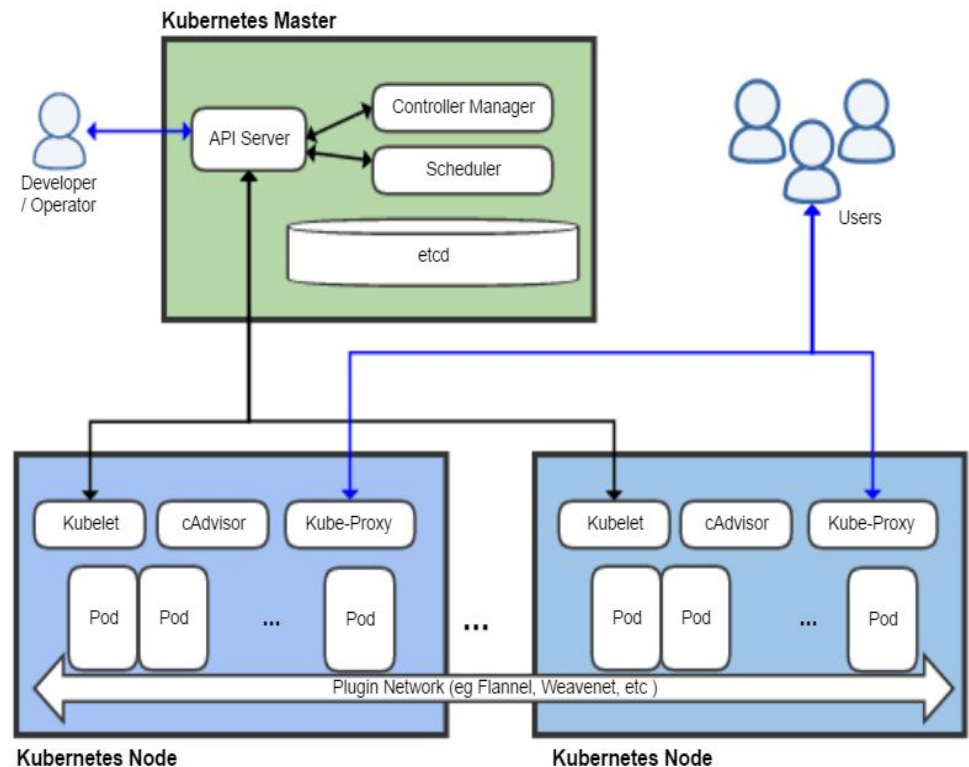 Kubernetes Master
API Server
Controller Manager
Scheduler
etcd
Developer
/ Operator
Users
Kubelet
cAdvisor
Kube-Proxy
Pod
Pod
...
Pod
...
Kubelet
cAdvisor
Kube-Proxy
Pod
Pod
...
Pod
Plugin Network (eg Flannel, Weavenet, etc )
Kubernetes Node
Kubernetes Node